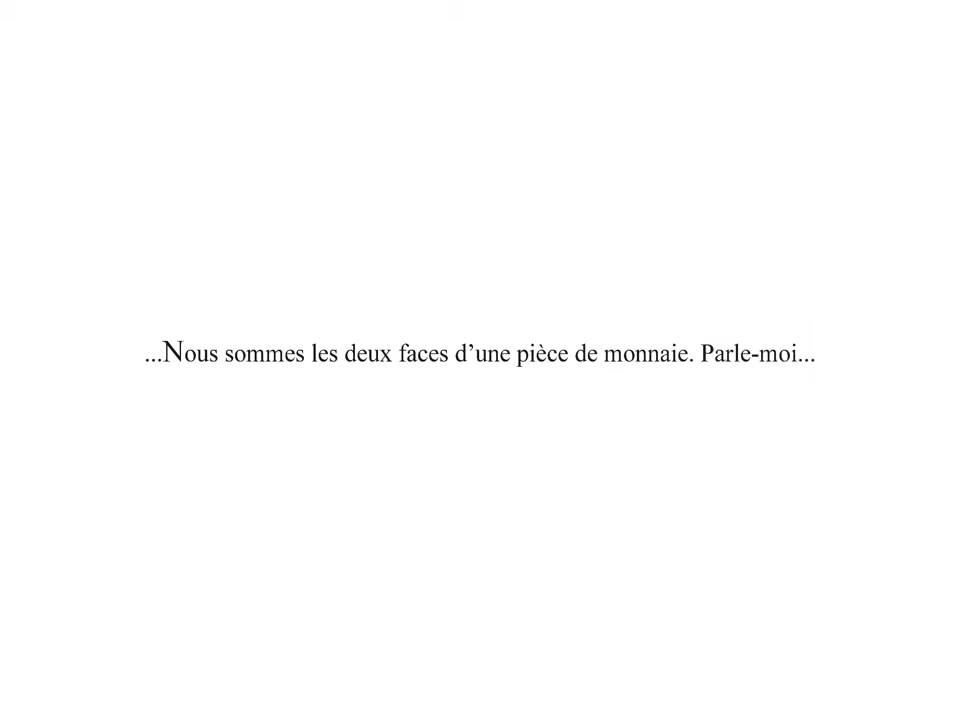 ...Nous sommes les deux faces d’une pièce de monnaie. Parle-moi...